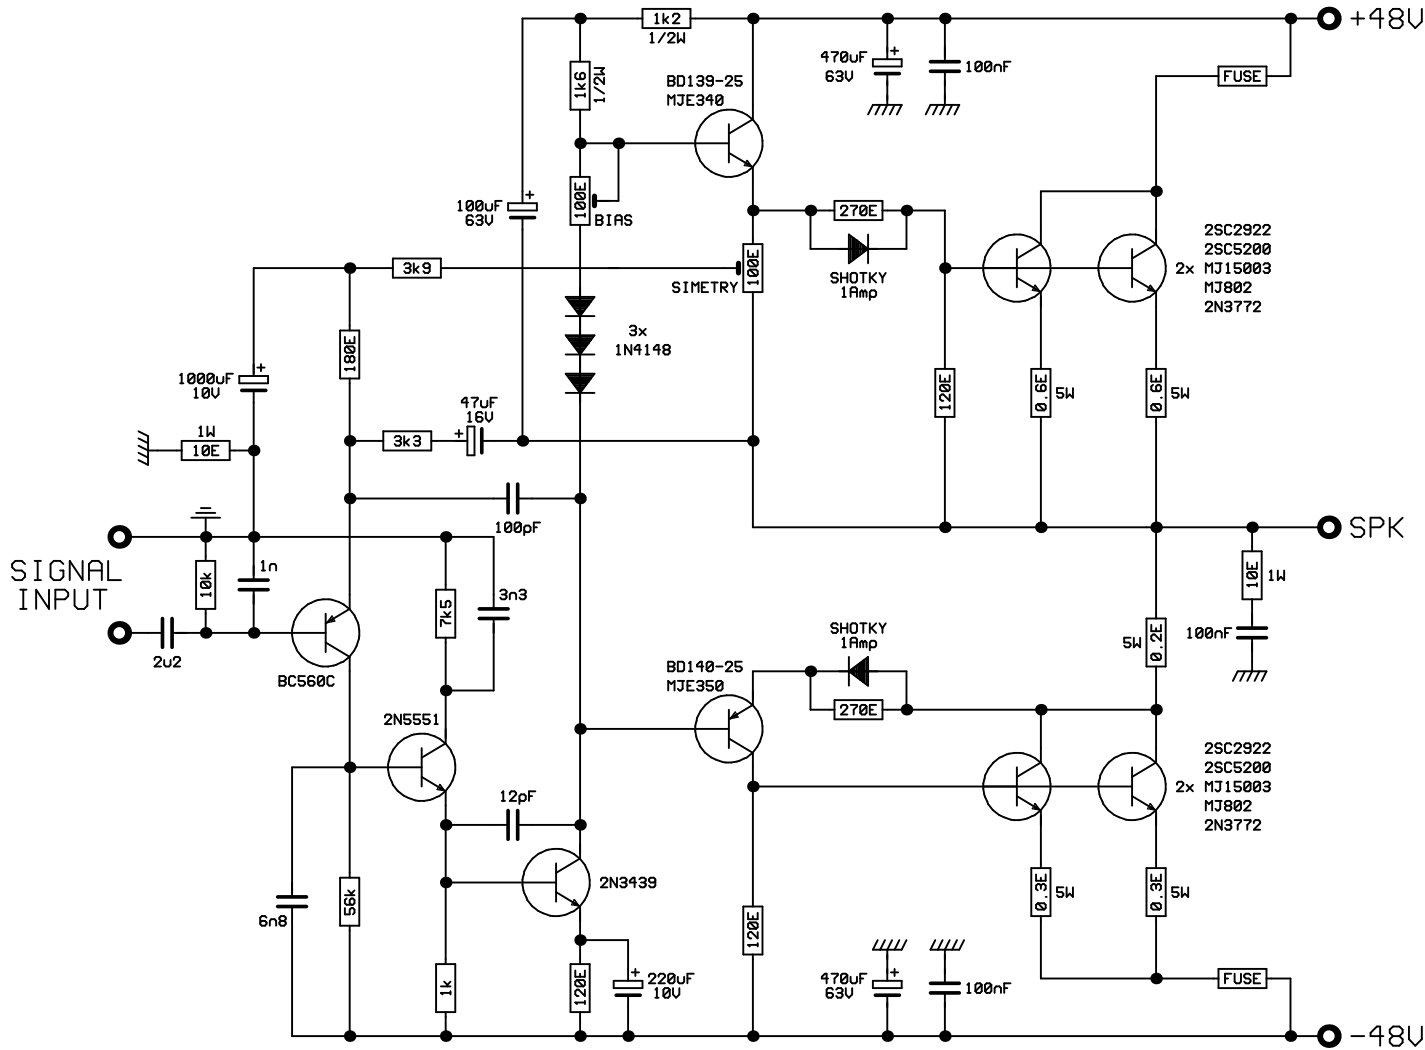 1k2
1/2W
+48V
1k6
1/2W
BD139-25
MJE340
470uF
63V
100nF
FUSE
100uF
63V
100E
BIAS
270E
SHOTKY
1Amp
2SC2922
2SC5200
2x MJ15003
MJ802
2N3772
3k9
SIMETRY
100E
180E
3x
1N4148
1000uF
10V
47uF
16V
120E
0.6E
5W
0.6E
5W
1W
10E
3k3
100pF
SPK
SIGNAL
INPUT
10k
1n
7k5
3n3
10E
1W
2u2
BC560C
SHOTKY
1Amp
5W
0.2E
100nF
BD140-25
MJE350
270E
2N5551
2SC2922
2SC5200
2x MJ15003
MJ802
2N3772
12pF
2N3439
6n8
56k
0.3E
5W
0.3E
5W
120E
1k
120E
220uF
10V
470uF
63V
100nF
FUSE
-48V